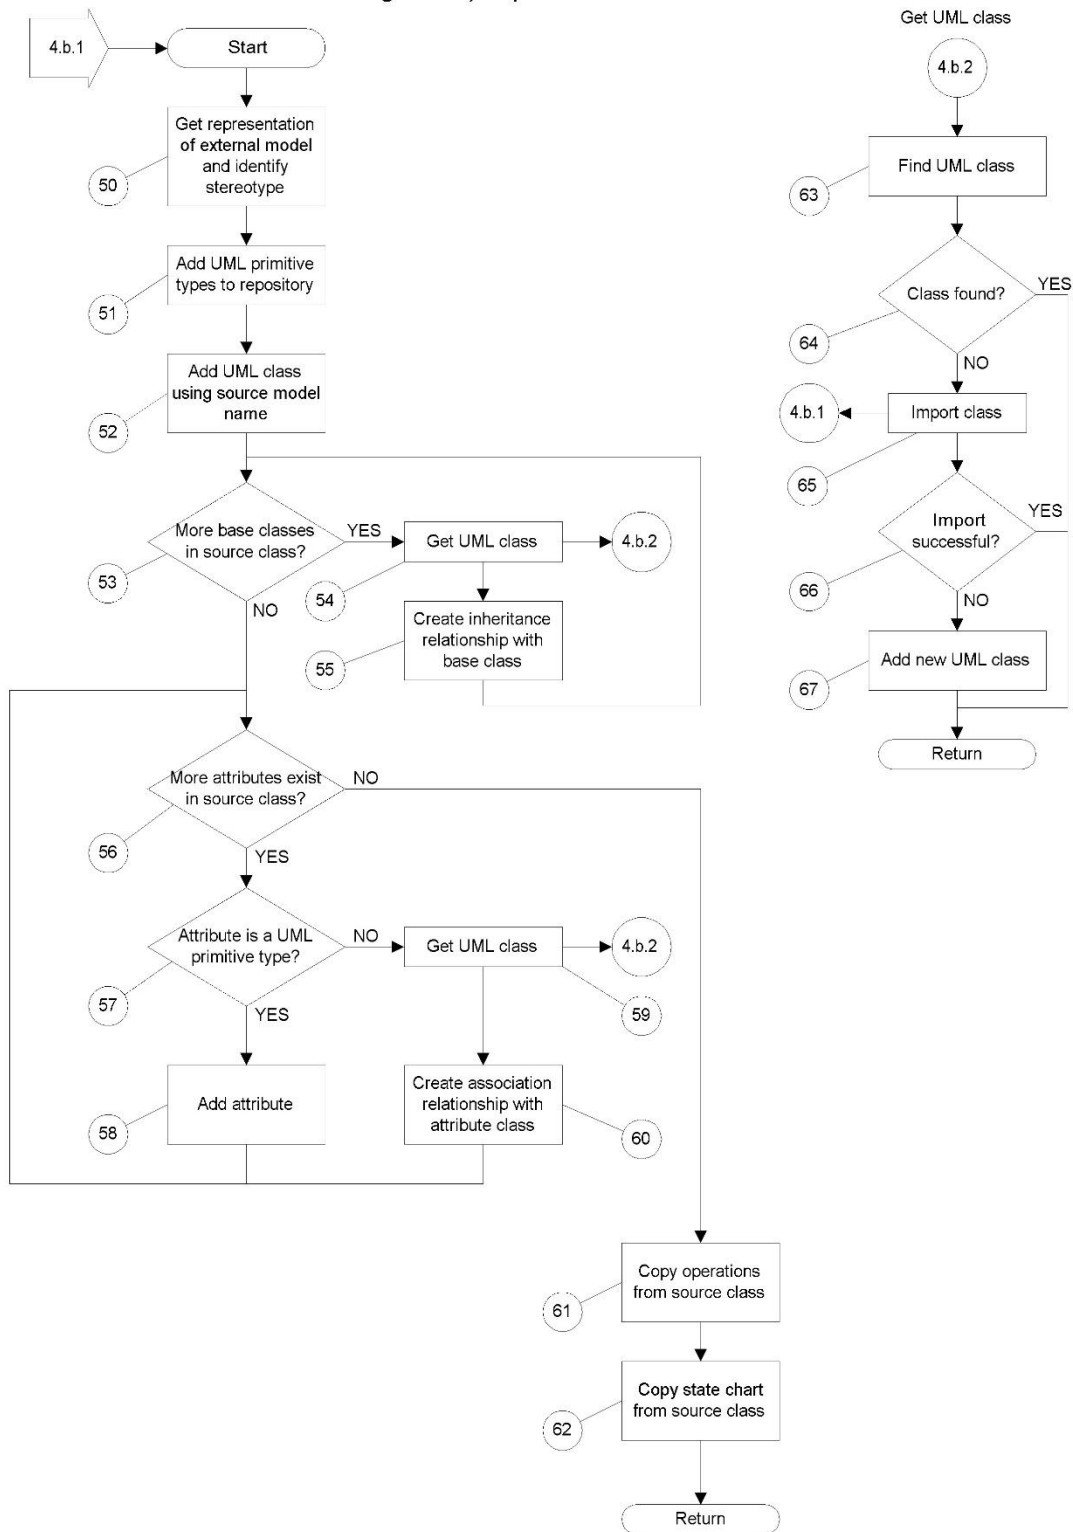 4.b.1
Start
Get representation
of external model
and identify
stereotype
50
Add UML primitive
types to repository
51
Add UML class
using source model
name
52
More base classes
in source class?
YES
NO
53
Get UML class
4.b.2
54
Create inheritance
relationship with
base class
55
More attributes exist
in source class?
NO
YES
56
Attribute is a UML
primitive type?
NO
YES
57
Get UML class
4.b.2
59
Add attribute
58
Create association
relationship with
attribute class
60
Copy operations
from source class
61
Copy state chart
from source class
62
Return
Get UML class
4.b.2
Find UML class
63
Class found?
YES
NO
64
Import class
4.b.1
65
Import
successful?
YES
NO
66
Add new UML class
67
Return